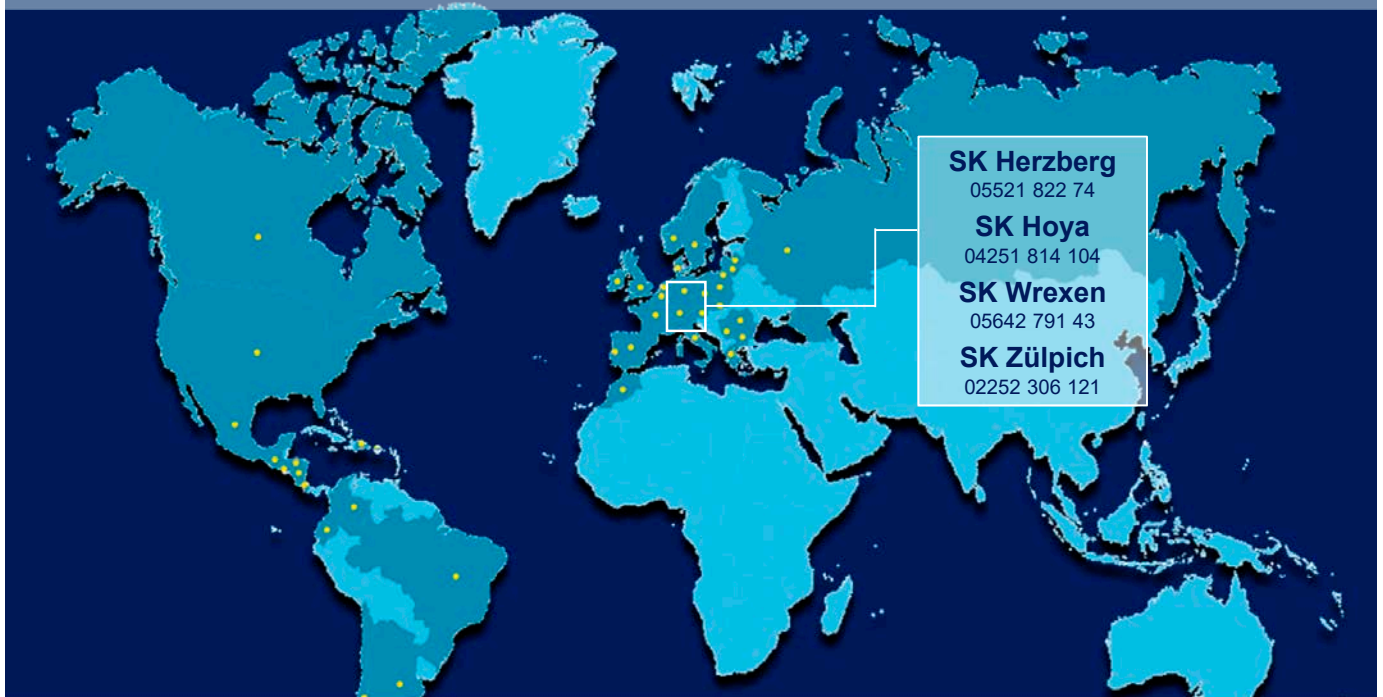 SK Herzberg
05521 822 74
SK Hoya
04251 814 104
SK Wrexen
05642 791 43
SK Zülpich
02252 306 121